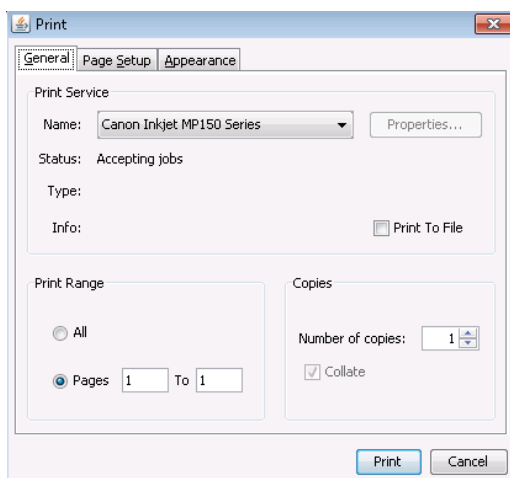 Print
General Page Setup Appearance
Print Service
Name: Canon Inkjet MP150 Series Properties...
Status: Accepting jobs
Type:
Info: Print To File
Print Range
All
Pages 1 To 1
Copies
Number of copies: 1
Collate
Print Cancel